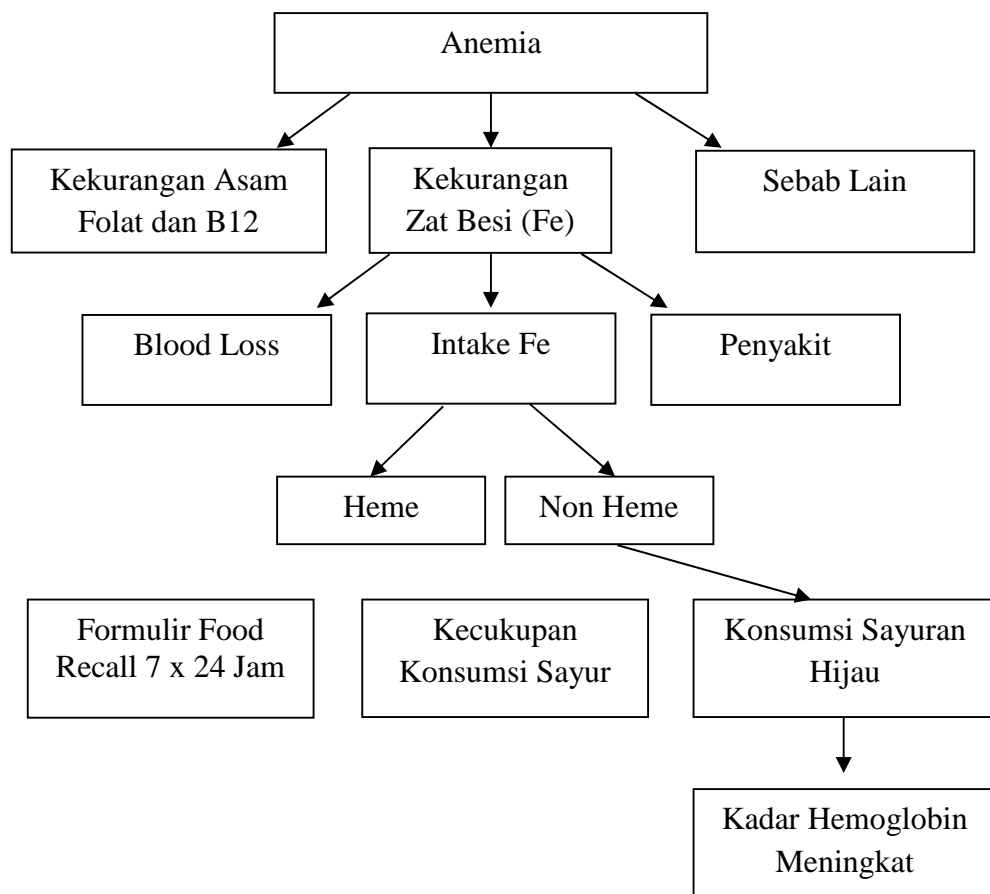 Anemia
Kekurangan Asam
Folat dan B12
Kekurangan
Zat Besi (Fe)
Sebab Lain
Blood Loss
Intake Fe
Penyakit
Heme
Non Heme
Formulir Food
Recall 7 x 24 Jam
Kecukupan
Konsumsi Sayur
Konsumsi Sayuran
Hijau
Kadar Hemoglobin
Meningkat